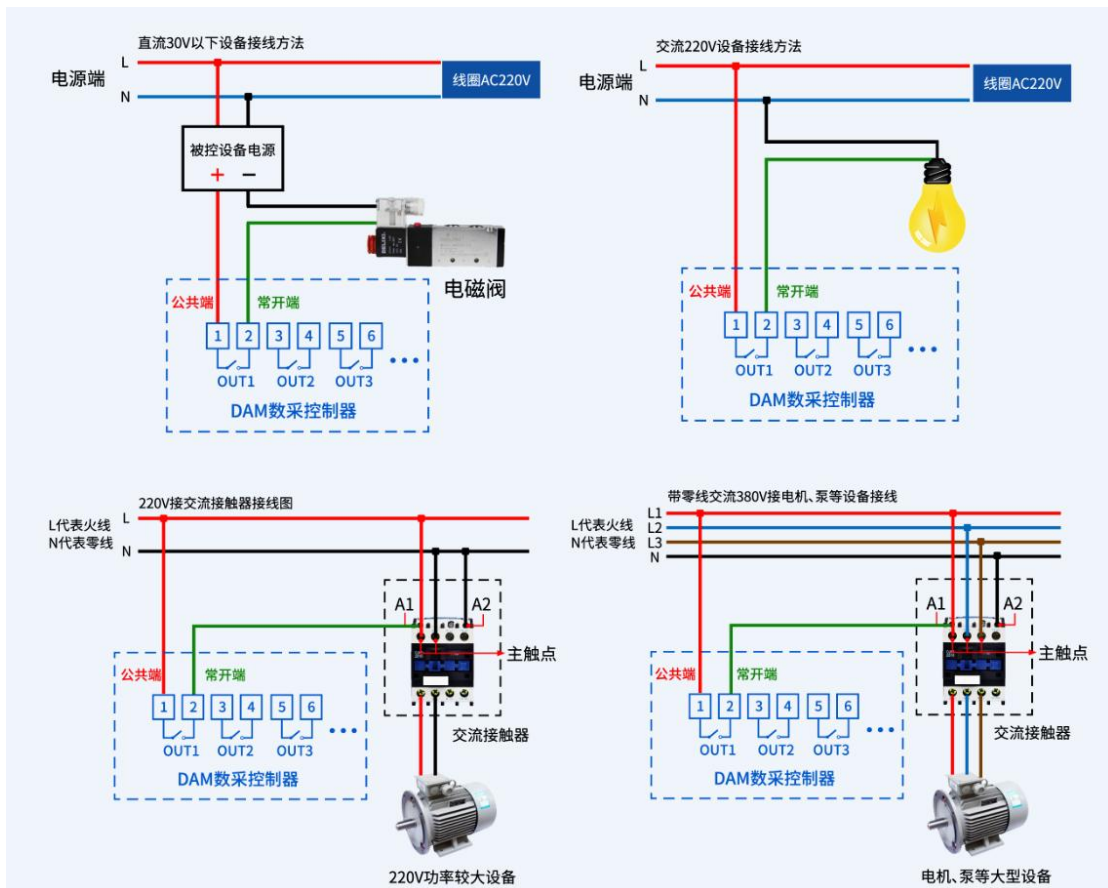 直流30V以下设备接线方法
L
电源端
线圈AC220V
N
被控设备电源
+ −
电磁阀
公共端 常开端
1 2 3 4 5 6
OUT1 OUT2 OUT3
DAM数采控制器
交流220V设备接线方法
L
电源端
线圈AC220V
N
公共端 常开端
1 2 3 4 5 6
OUT1 OUT2 OUT3
DAM数采控制器
220V接交流接触器接线图
L
L代表火线
N代表零线
N
A1 A2
主触点
公共端 常开端
1 2 3 4 5 6
OUT1 OUT2 OUT3
交流接触器
DAM数采控制器
220V功率较大设备
带零线交流380V接电机、泵等设备接线
L1
L代表火线 L2
N代表零线 L3
N
A1 A2
主触点
公共端 常开端
1 2 3 4 5 6
OUT1 OUT2 OUT3
交流接触器
DAM数采控制器
电机、泵等大型设备